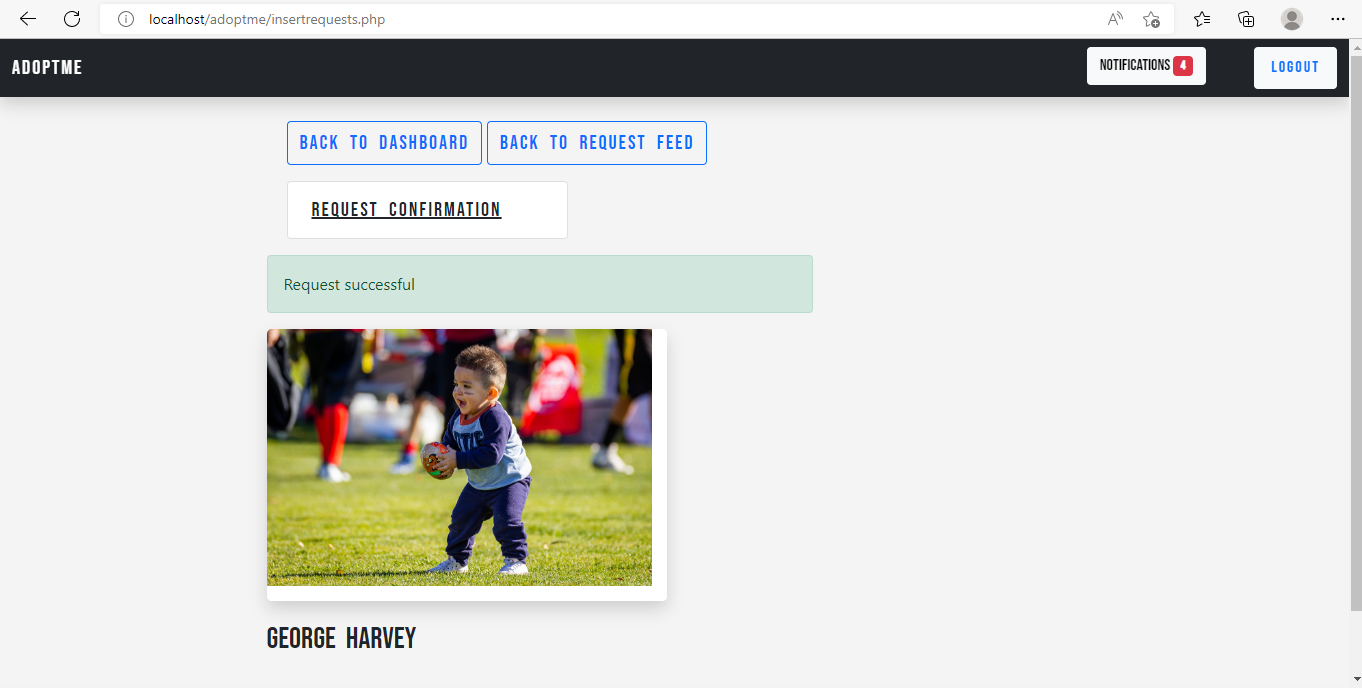 localhost/adoptme/insertrequests.php
ADOPTME
NOTIFICATIONS 4
LOGOUT
BACK TO DASHBOARD
BACK TO REQUEST FEED
REQUEST CONFIRMATION
Request successful
GEORGE HARVEY